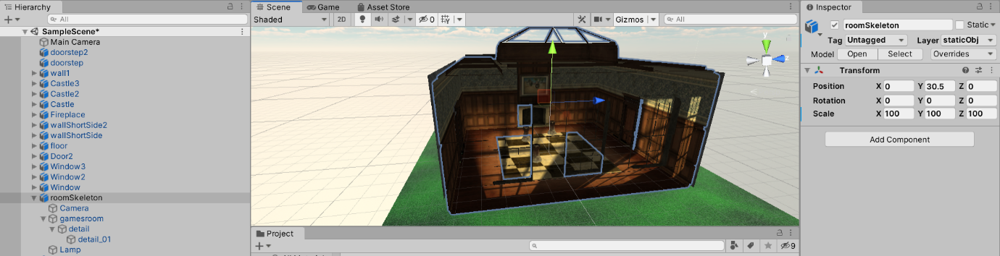 Hierarchy
All
SampleScene*
Main Camera
doorstep2
doorstep
wall1
Castle3
Castle2
Castle
Fireplace
wallShortSide2
wallShortSide
floor
Door2
Window3
Window2
Window
roomSkeleton
Camera
gamesroom
detail
detail_01
Lamp
Scene Game Asset Store
Shaded 2D 0 Gizmos All
y
z
Project
9
Inspector
roomSkeleton Static
Tag Untagged Layer staticObj
Model Open Select Overrides
Transform
Position X 0 Y 30.5 Z 0
Rotation X 0 Y 0 Z 0
Scale X 100 Y 100 Z 100
Add Component